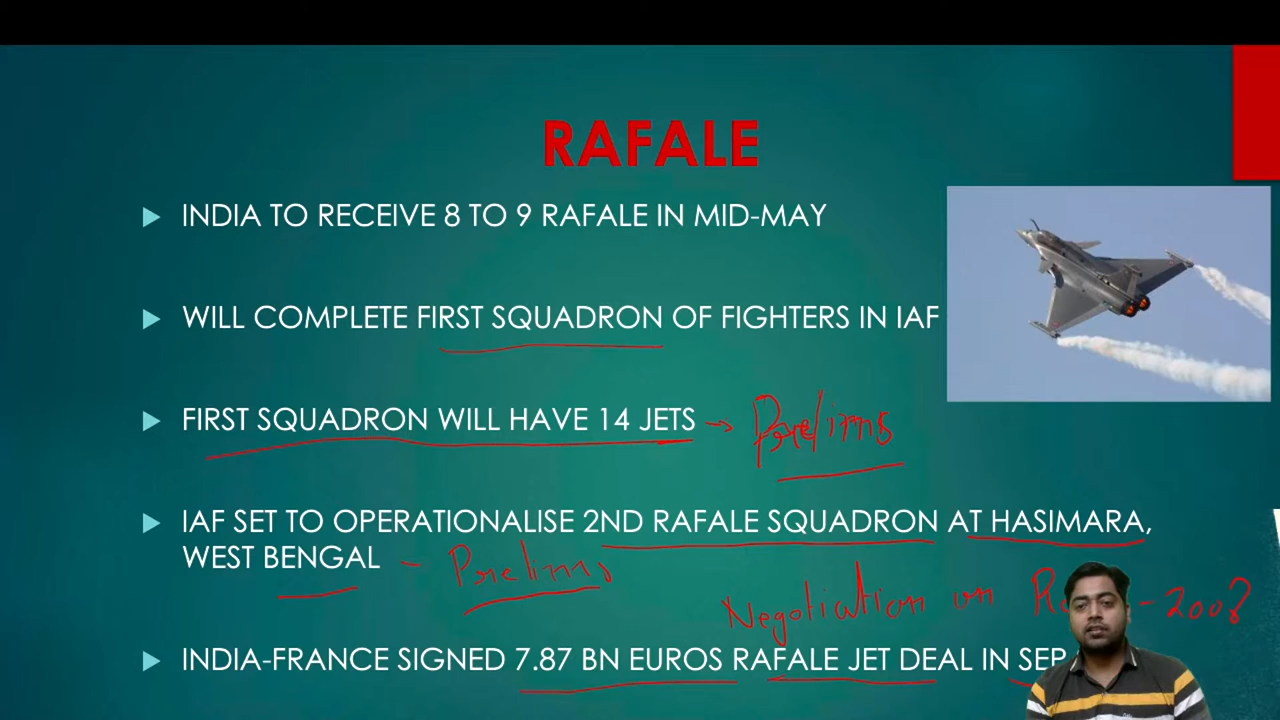 RAFALE
INDIA TO RECEIVE 8 TO 9 RAFALE IN MID-MAY
WILL COMPLETE FIRST SQUADRON OF FIGHTERS IN IAF
FIRST SQUADRON WILL HAVE 14 JETS → Prelims
IAF SET TO OPERATIONALISE 2ND RAFALE SQUADRON AT HASIMARA,
WEST BENGAL - Prelims
Negotiation on
INDIA-FRANCE SIGNED 7.87 BN EUROS RAFALE JET DEAL IN SEP